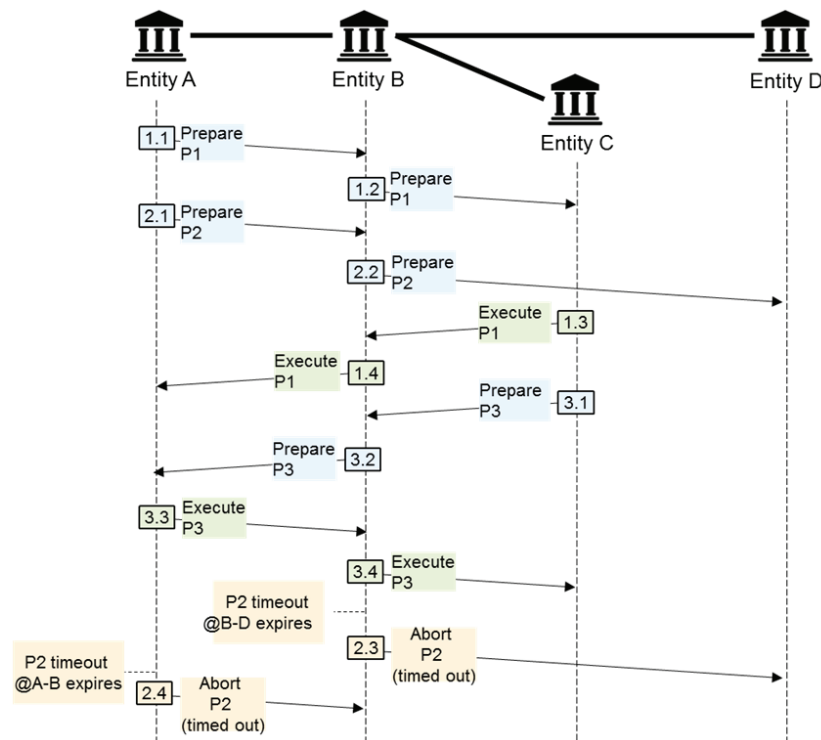 Entity A
Entity B
Entity D
Entity C
1.1 Prepare
P1
1.2 Prepare
P1
2.1 Prepare
P2
2.2 Prepare
P2
Execute 1.3
P1
Execute 1.4
P1
Prepare 3.1
P3
Prepare 3.2
P3
3.3 Execute
P3
3.4 Execute
P3
P2 timeout
@B-D expires
2.3 Abort
P2
(timed out)
P2 timeout
@A-B expires
2.4 Abort
P2
(timed out)